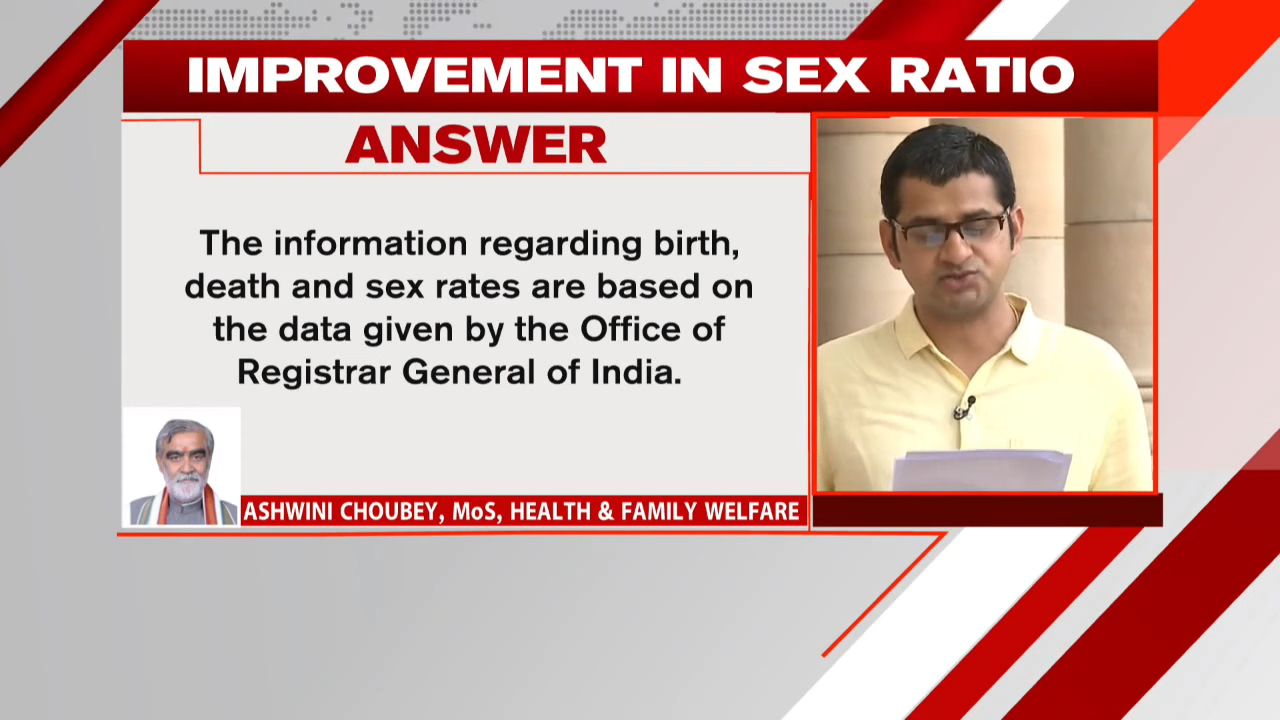 IMPROVEMENT IN SEX RATIO
ANSWER
The information regarding birth,
death and sex rates are based on
the data given by the Office of
Registrar General of India.
ASHWINI CHOUBEY, MoS, HEALTH & FAMILY WELFARE